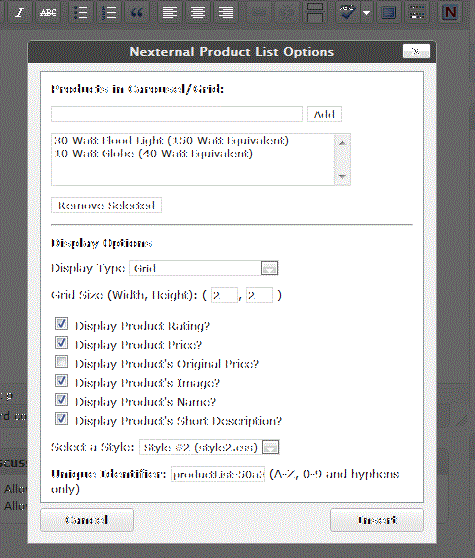 ABC
Nexternal Product List Options
x
Products in Carousel/Grid:
Add
30 Watt Flood Light (150 Watt Equivalent)
10 Watt Globe (40 Watt Equivalent)
Remove Selected
Display Options
Display Type Grid
Grid Size (Width, Height): ( 2 , 2 )
Display Product Rating?
Display Product Price?
Display Product's Original Price?
Display Product's Image?
Display Product's Name?
Display Product's Short Description?
Select a Style: Style #2 (style2.css)
Unique Identifier: (A-Z, 0-9 and hyphens
only)
Cancel
Insert
Allo
Allo